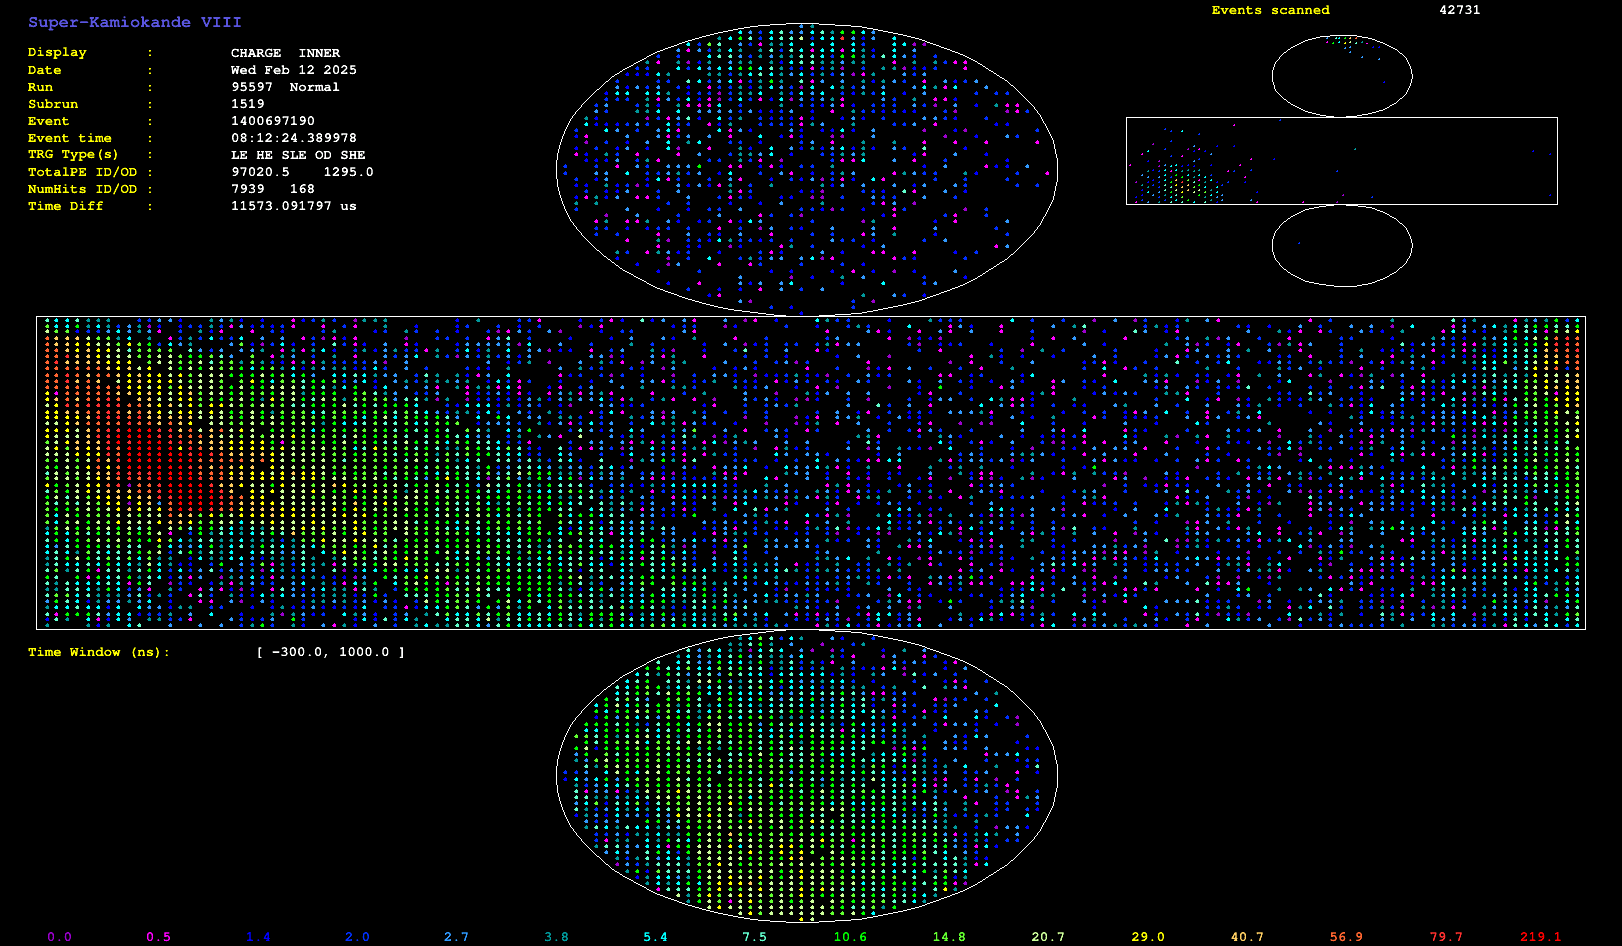 Super-Kamiokande VIII
Events scanned 42731
Display : CHARGE INNER
Date : Wed Feb 12 2025
Run : 95597 Normal
Subrun : 1519
Event : 1400697190
Event time : 08:12:24.389978
TRG Type(s) : LE HE SLE OD SHE
TotalPE ID/OD : 97020.5 1295.0
NumHits ID/OD : 7939 168
Time Diff : 11573.091797 us
Time Window (ns): [ -300.0, 1000.0 ]
0.0 0.5 1.4 2.0 2.7 3.8 5.4 7.5 10.6 14.8 20.7 29.0 40.7 56.9 79.7 219.1